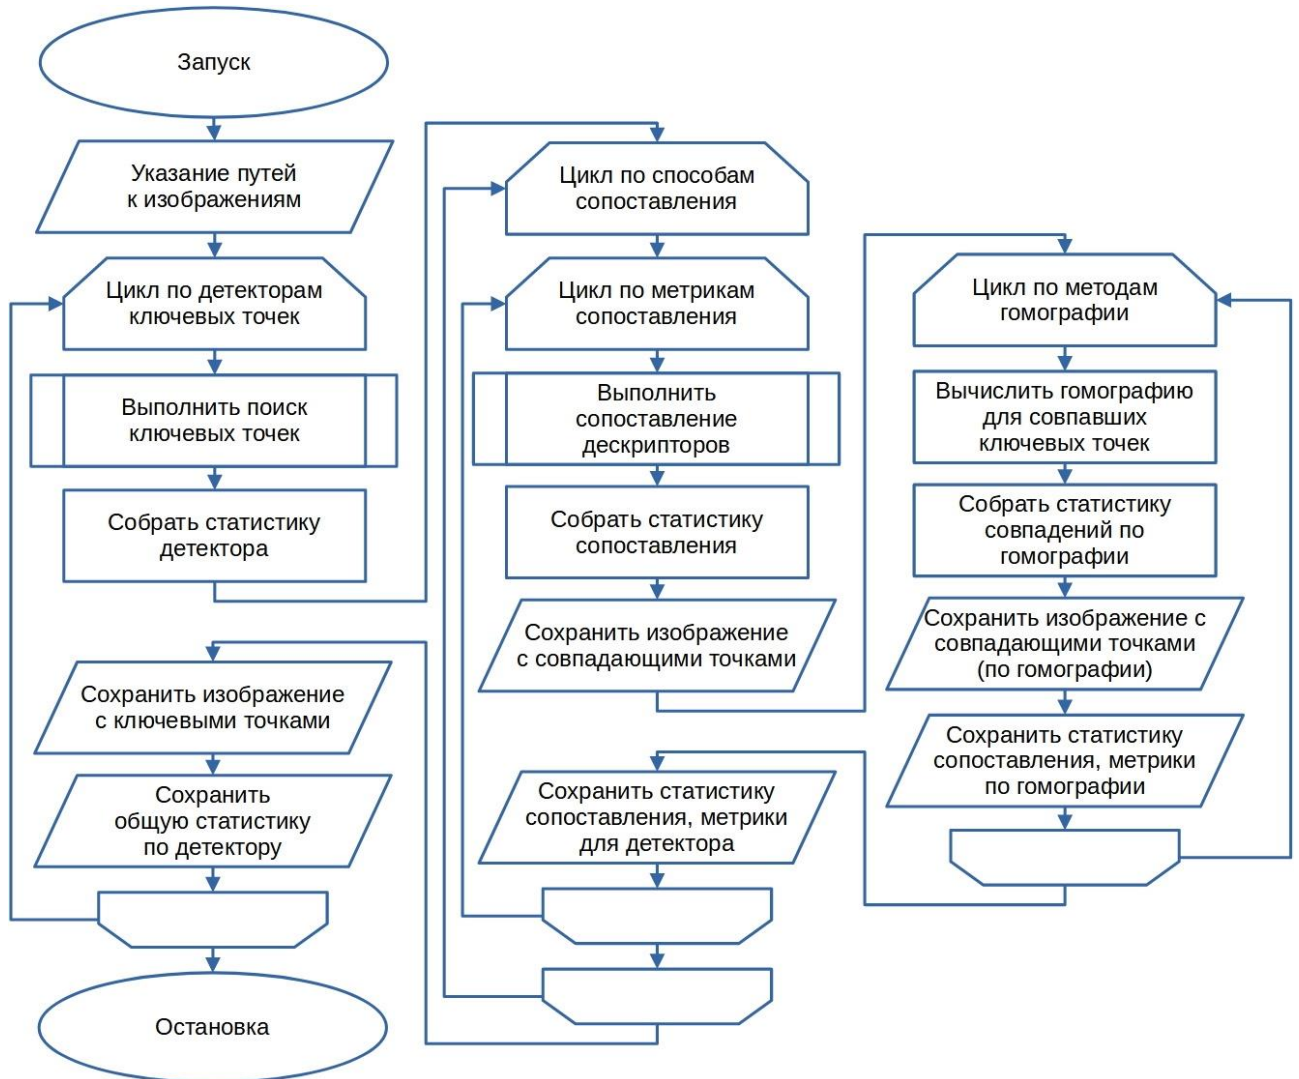 Запуск
Указание путей
к изображениям
Цикл по детекторам
ключевых точек
Выполнить поиск
ключевых точек
Собрать статистику
детектора
Цикл по способам
сопоставления
Цикл по метрикам
сопоставления
Выполнить
сопоставление
дескрипторов
Собрать статистику
сопоставления
Сохранить изображение
с совпадающими точками
Цикл по методам
гомографии
Вычислить гомографию
для совпавших
ключевых точек
Собрать статистику
совпадений по
гомографии
Сохранить изображение с
совпадающими точками
(по гомографии)
Сохранить статистику
сопоставления, метрики
по гомографии
Сохранить статистику
сопоставления, метрики
для детектора
Сохранить изображение
с ключевыми точками
Сохранить
общую статистику
по детектору
Остановка